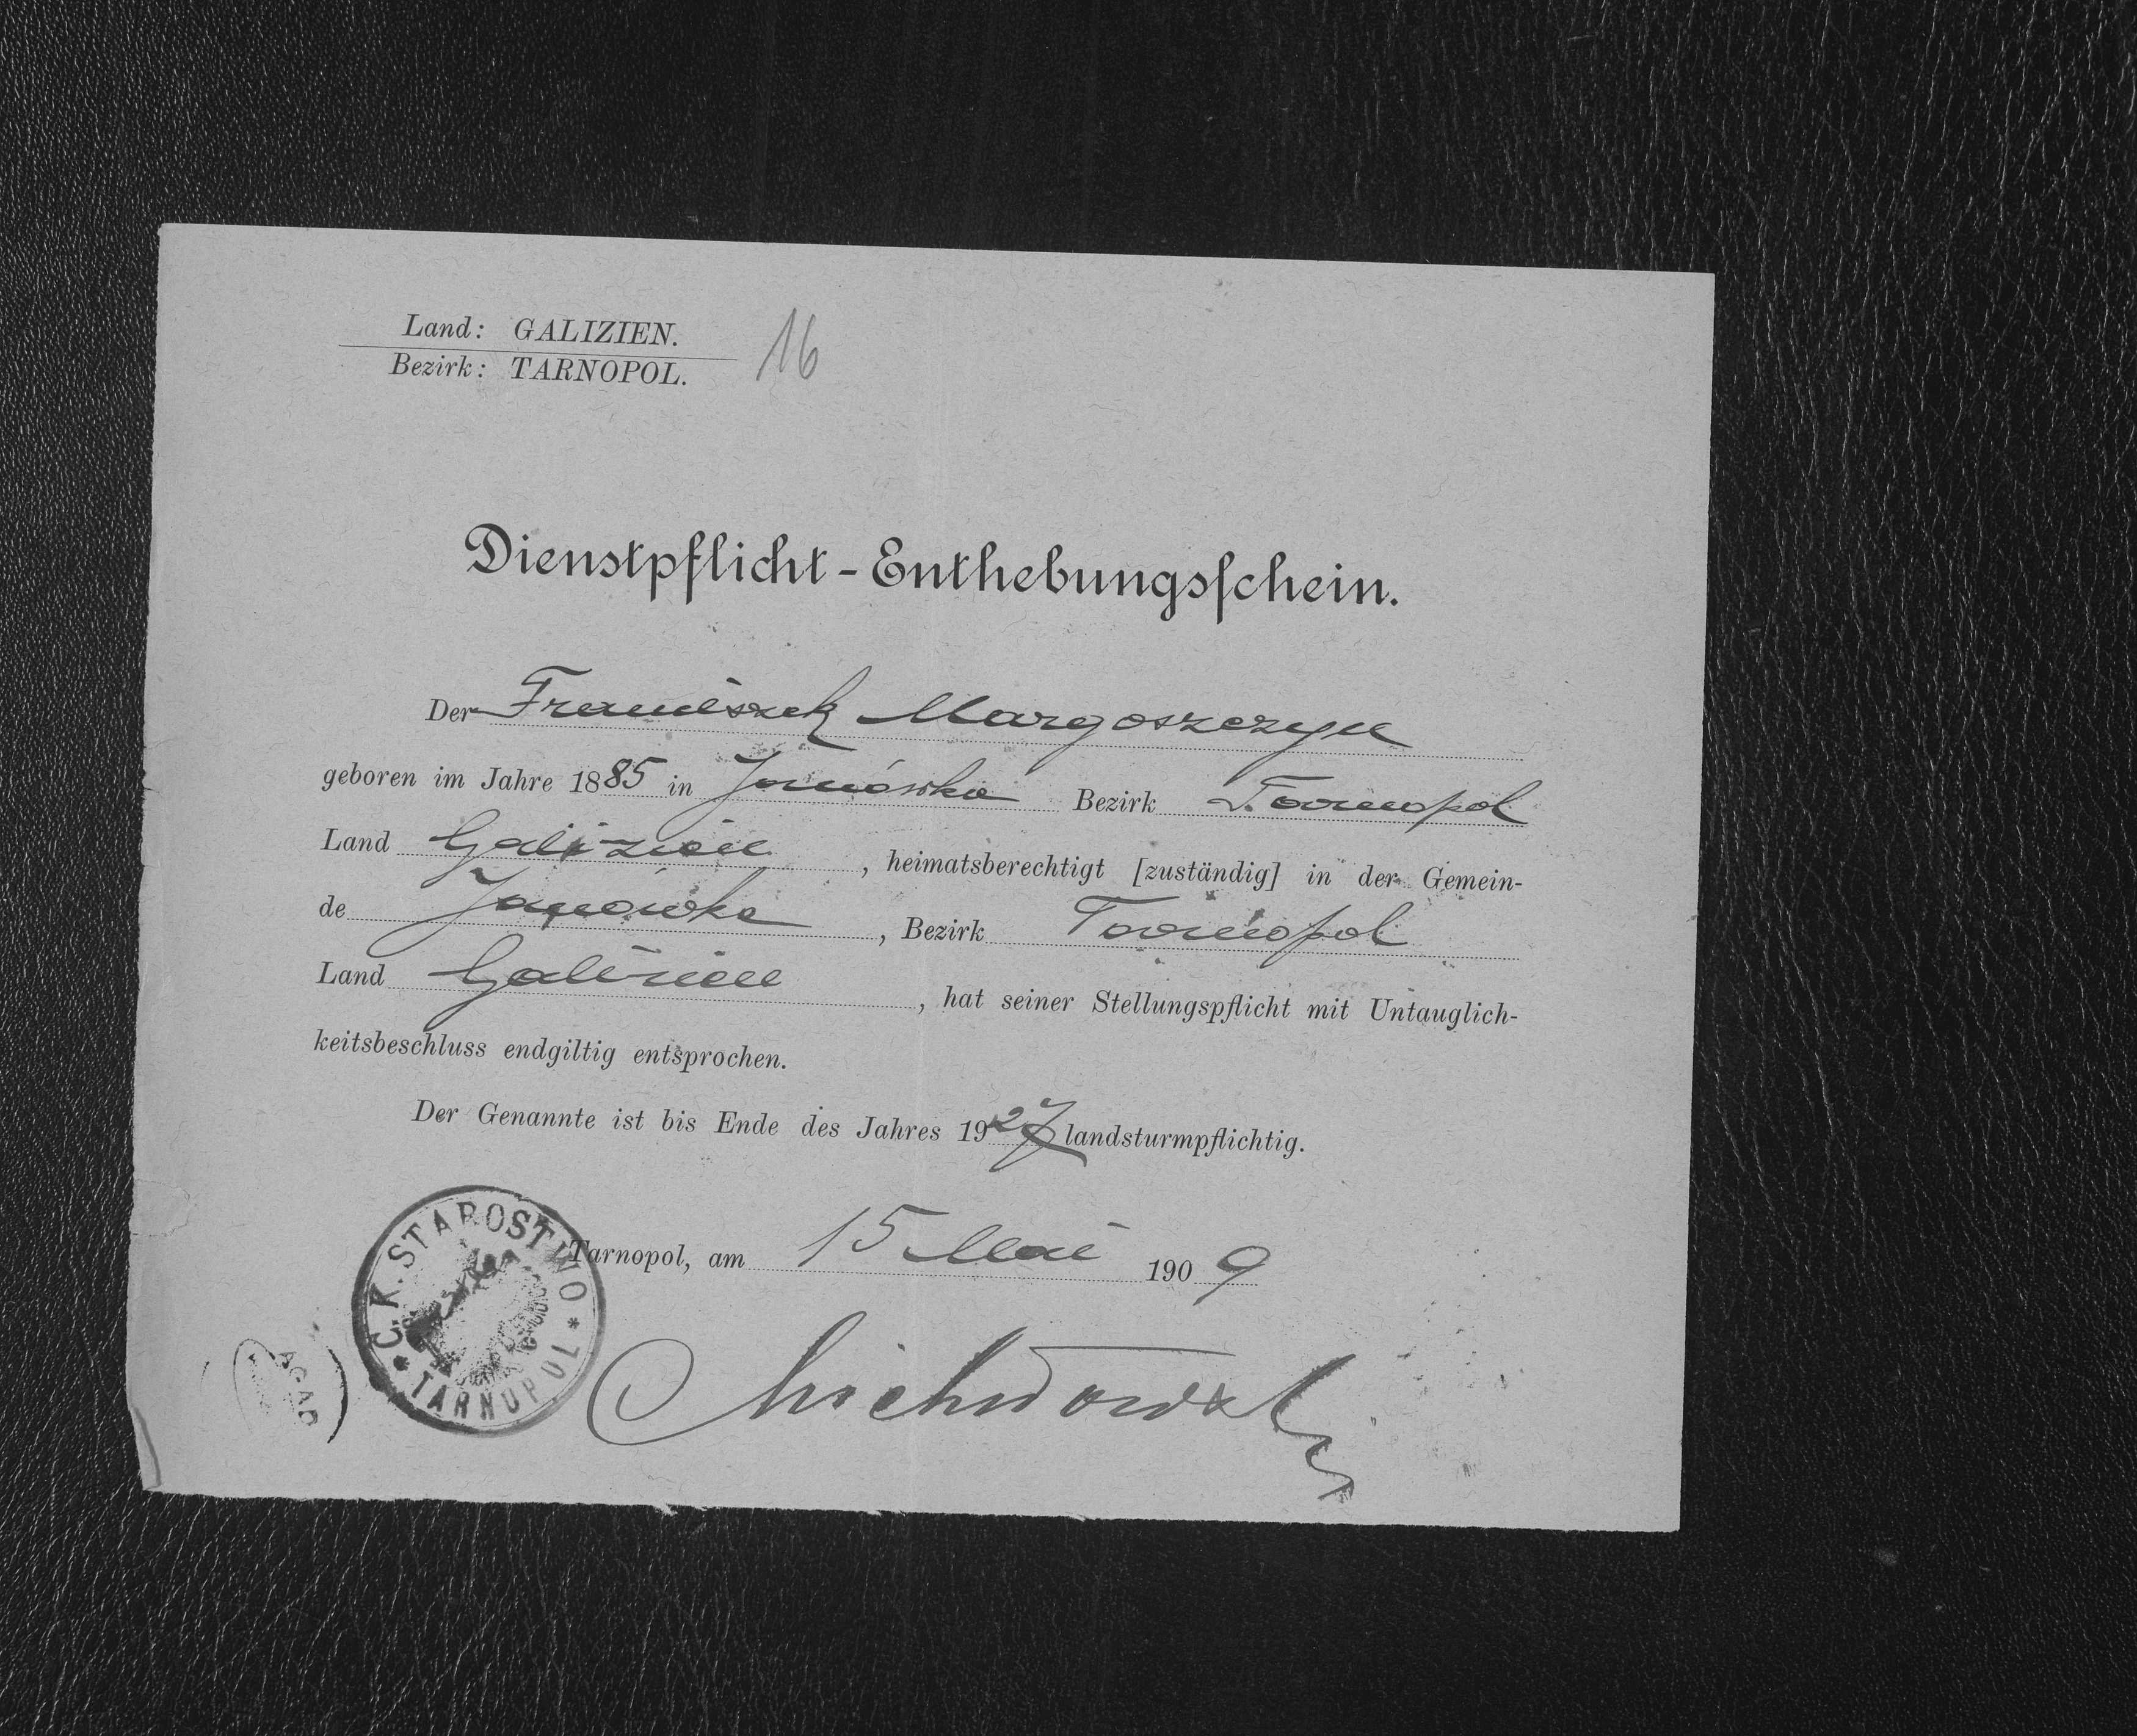 Land: GALIZIEN.
Bezirk: TARNOPOL.
16
Dienstpflicht-Enthebungsschein.
Der Franciszek Margoszczyn
geboren im Jahre 1885 in Janówka Bezirk Tarnopol
Land Galizien, heimatsberechtigt [zuständig] in der Gemein-
de Janówka, Bezirk Tarnopol
Land Galizien, hat seiner Stellungspflicht mit Untauglich-
keitsbeschluss endgiltig entsprochen.
Der Genannte ist bis Ende des Jahres 1927 landsturmpflichtig.
Tarnopol, am 15 Mai 1909
* C. K. STAROSTWO * TARNOPOL
AGAD